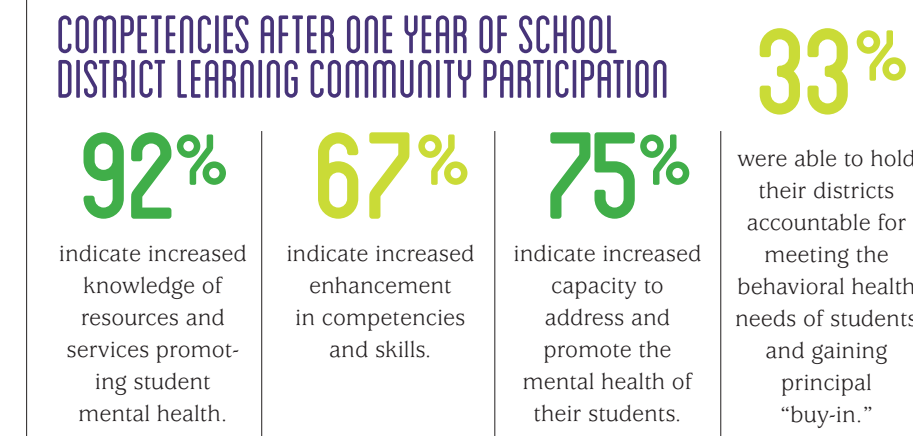 COMPETENCIES AFTER ONE YEAR OF SCHOOL
DISTRICT LEARNING COMMUNITY PARTICIPATION
92%
indicate increased
knowledge of
resources and
services promot-
ing student
mental health.
67%
indicate increased
enhancement
in competencies
and skills.
75%
indicate increased
capacity to
address and
promote the
mental health of
their students.
33%
were able to hold
their districts
accountable for
meeting the
behavioral health
needs of students
and gaining
principal
“buy-in.”